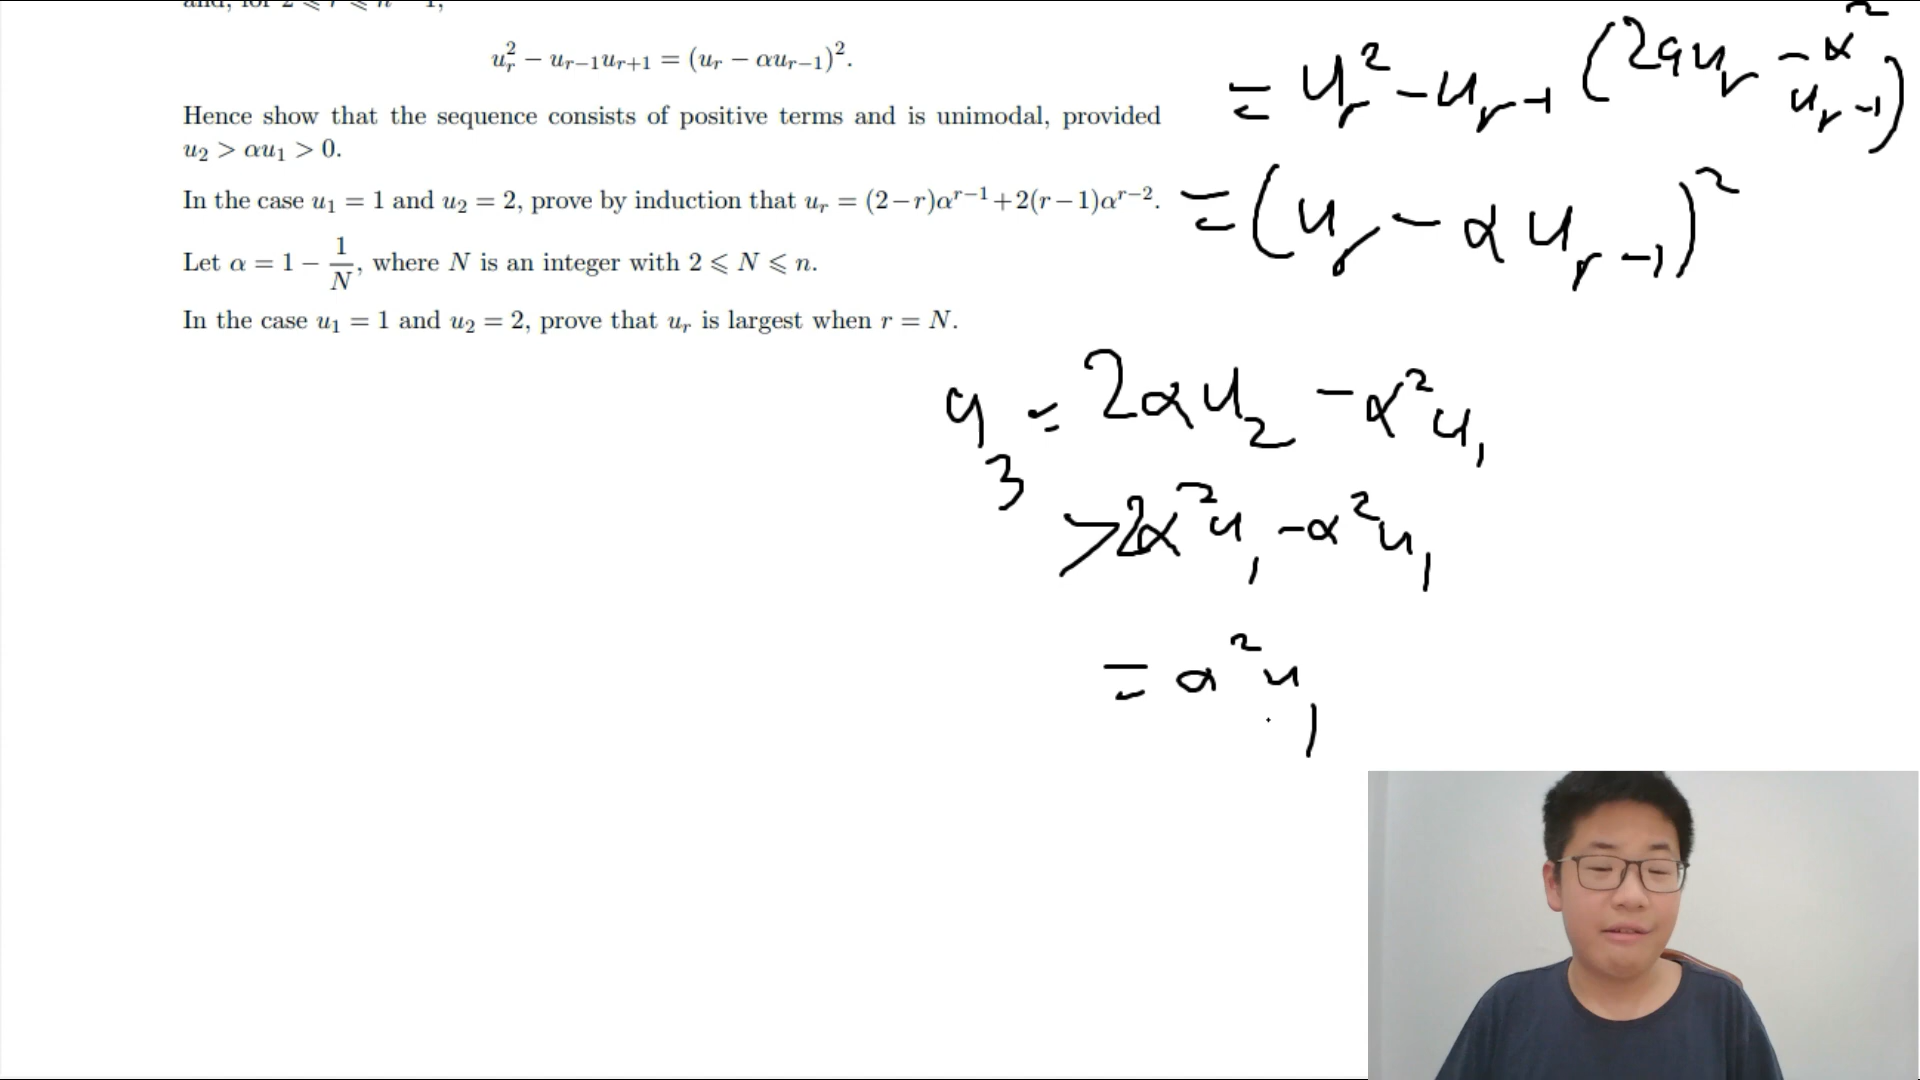 and, for 2 ⩽ r ⩽ n − 1,
u_r^2 − u_{r−1}u_{r+1} = (u_r − αu_{r−1})^2.
Hence show that the sequence consists of positive terms and is unimodal, provided
u_2 > αu_1 > 0.
In the case u_1 = 1 and u_2 = 2, prove by induction that u_r = (2−r)α^{r−1}+2(r−1)α^{r−2}.
Let α = 1 − 1/N, where N is an integer with 2 ⩽ N ⩽ n.
In the case u_1 = 1 and u_2 = 2, prove that u_r is largest when r = N.
= u_r^2 − u_{r−1} (2αu_r − α^2 u_{r−1})
= (u_r − αu_{r−1})^2
u_3 = 2αu_2 − α^2u_1
> 2α^2u_1 − α^2u_1
= α^2u_1